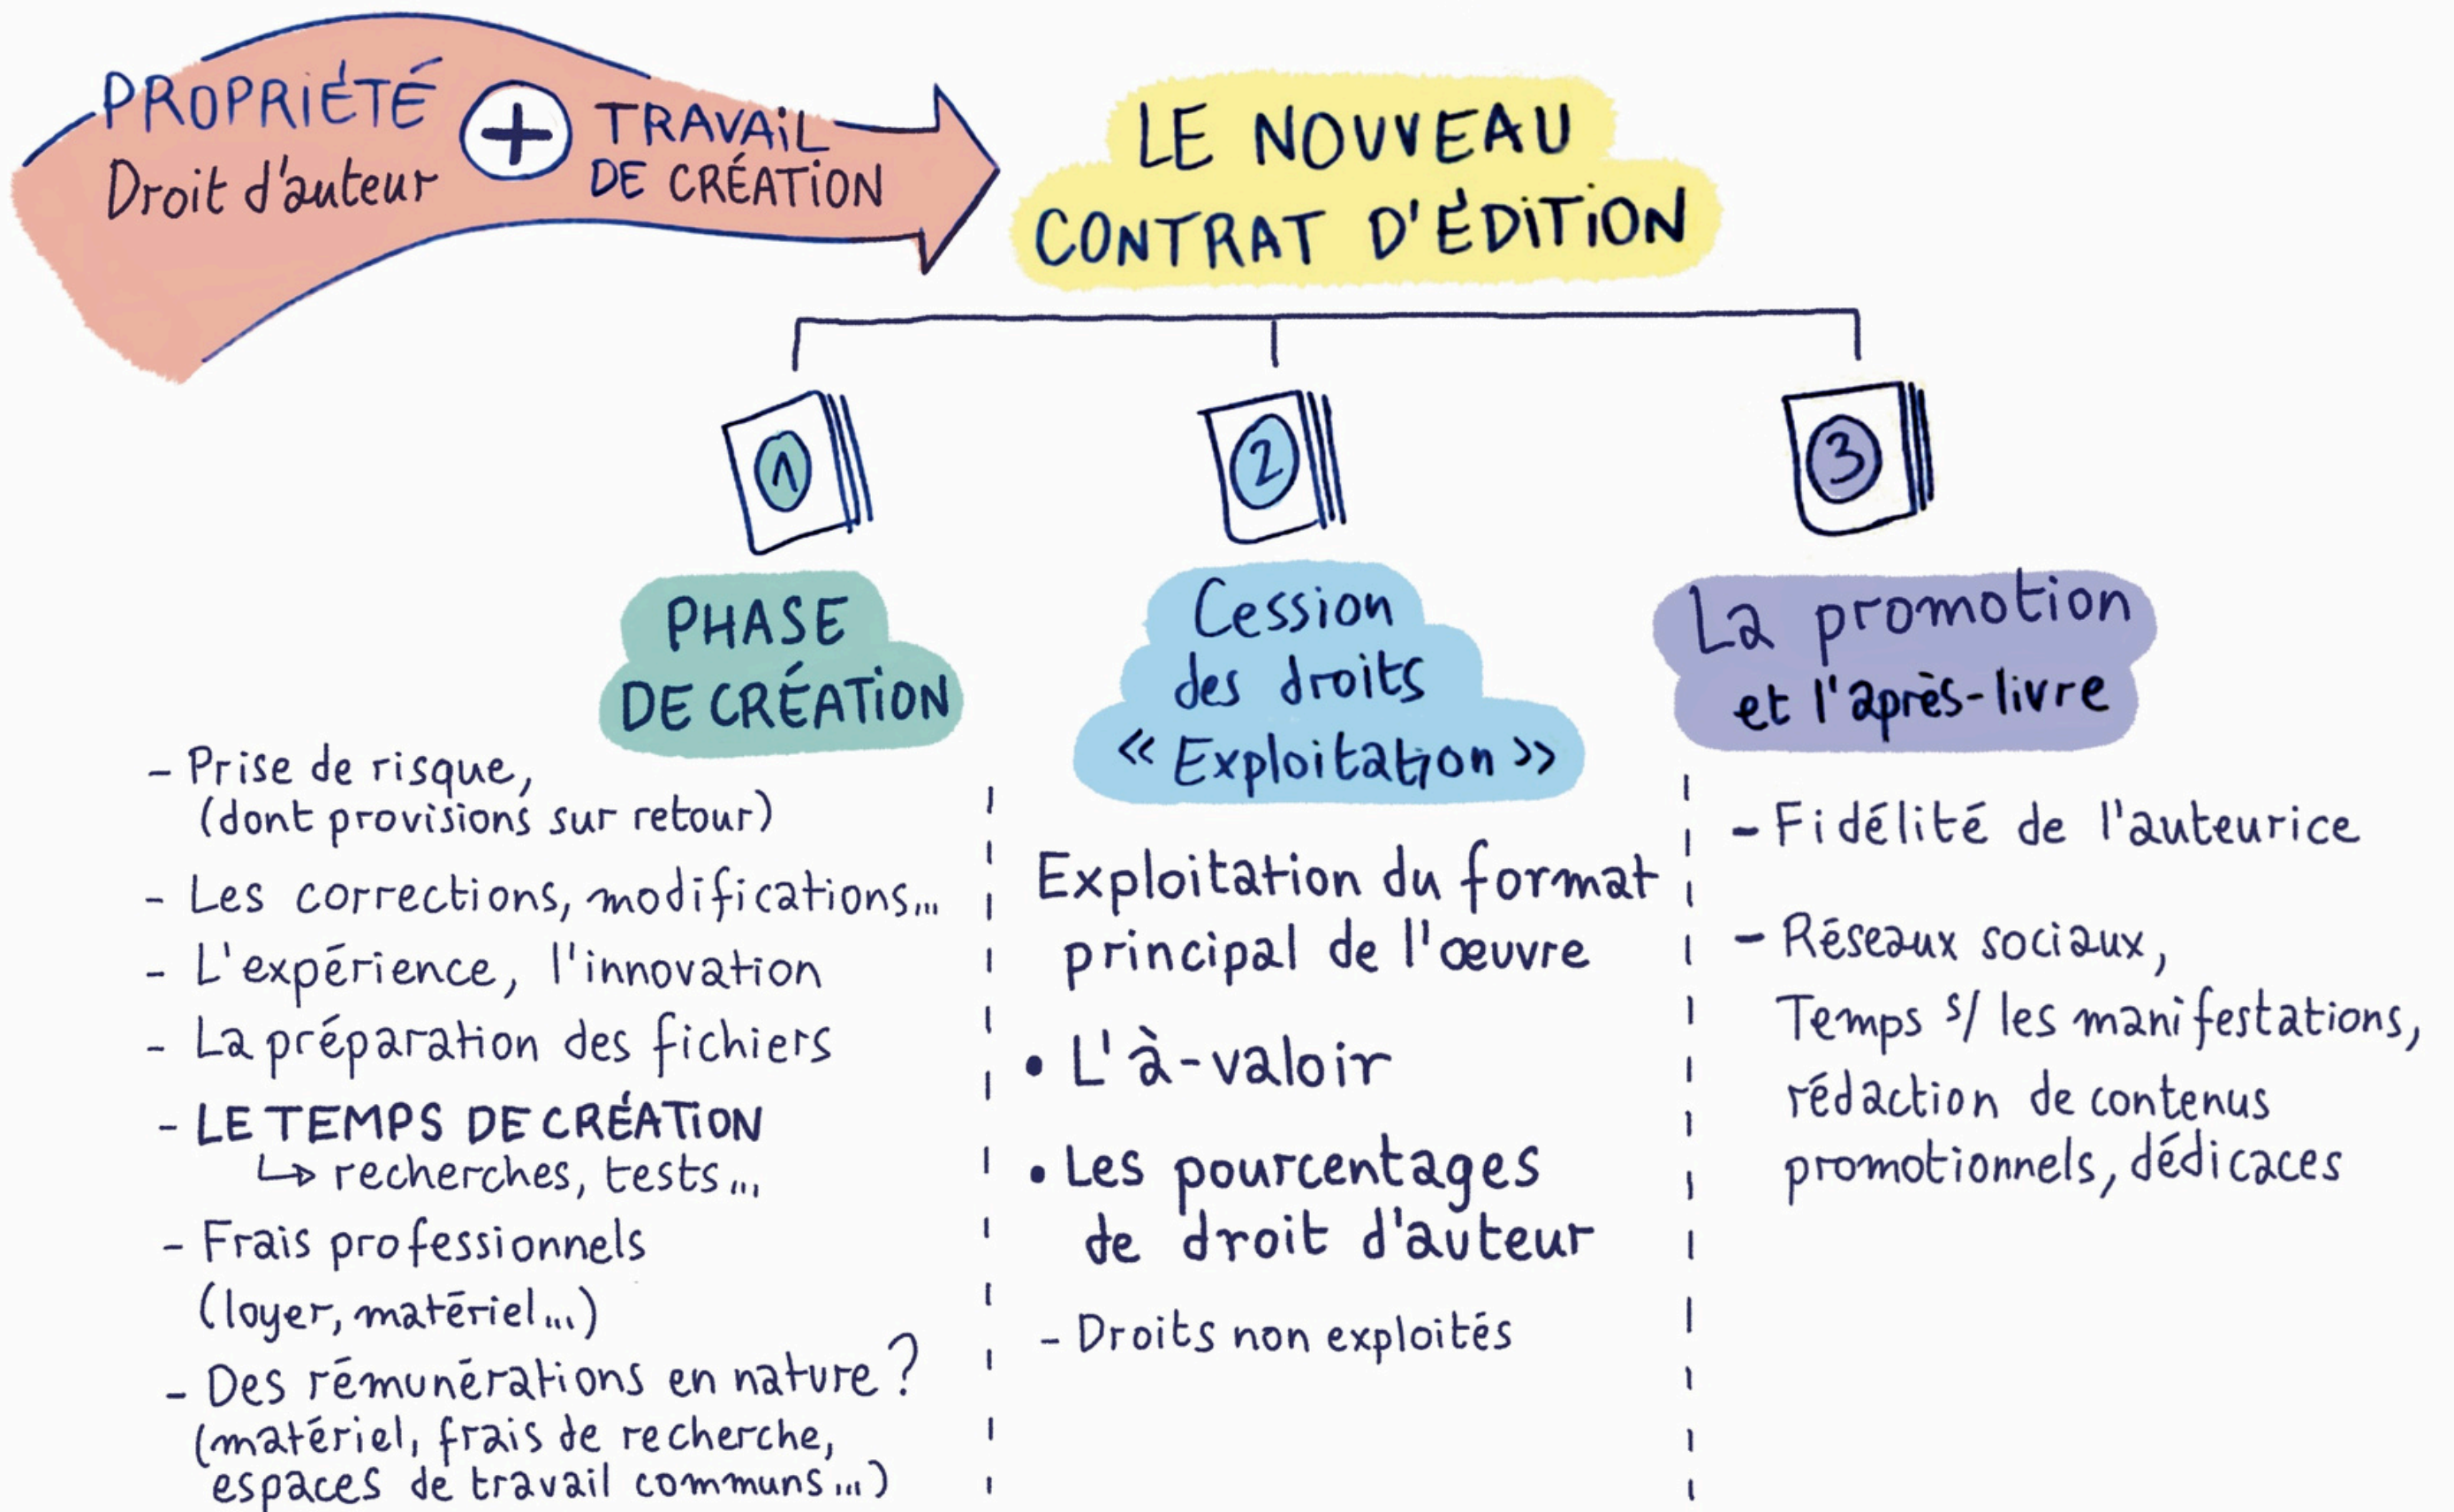 PROPRIÉTÉ
Droit d'auteur
+
TRAVAIL
DE CRÉATION
LE NOUVEAU
CONTRAT D'ÉDITION
1
PHASE
DE CRÉATION
- Prise de risque,
(dont provisions sur retour)
- Les corrections, modifications...
- L'expérience, l'innovation
- La préparation des fichiers
- LE TEMPS DE CRÉATION
↳ recherches, tests...
- Frais professionnels
(loyer, matériel...)
- Des rémunérations en nature ?
(matériel, frais de recherche,
espaces de travail communs...)
2
Cession
des droits
« Exploitation »
Exploitation du format
principal de l'œuvre
• L'à-valoir
• Les pourcentages
de droit d'auteur
- Droits non exploités
3
La promotion
et l'après-livre
- Fidélité de l'auteurice
- Réseaux sociaux,
Temps s/ les manifestations,
rédaction de contenus
promotionnels, dédicaces